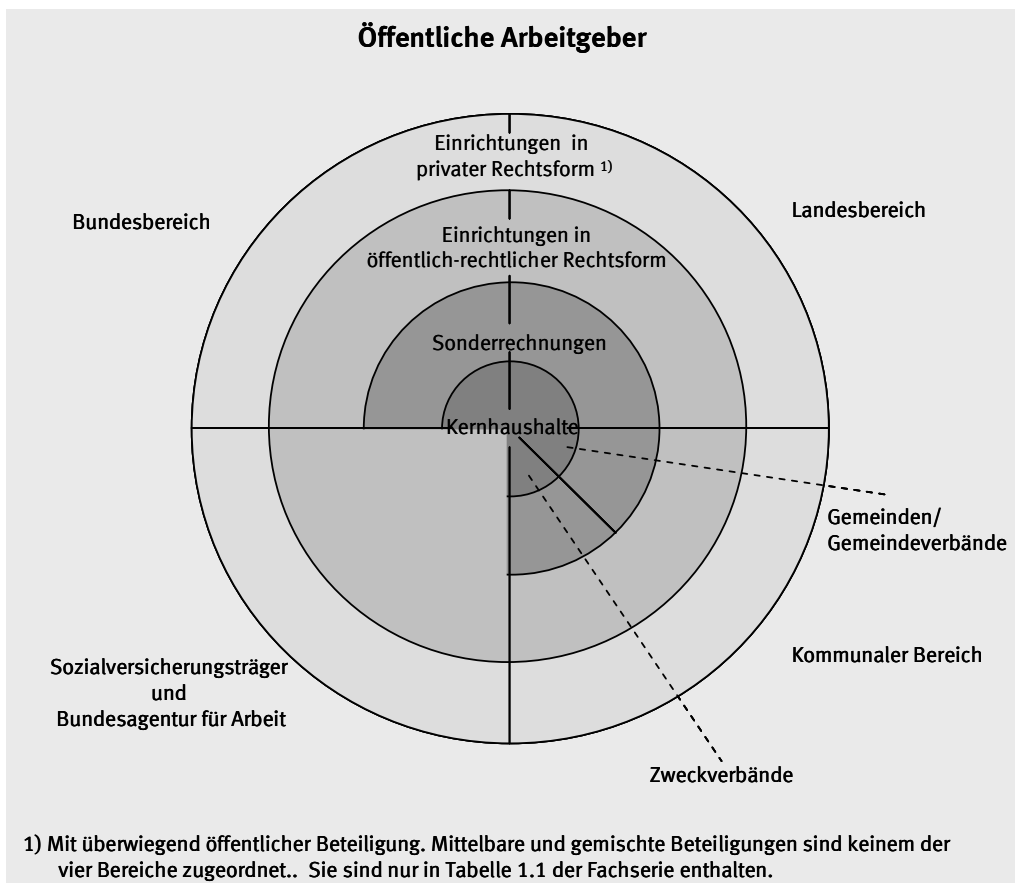 Öffentliche Arbeitgeber
Einrichtungen in
privater Rechtsform 1)
Bundesbereich
Landesbereich
Einrichtungen in
öffentlich-rechtlicher Rechtsform
Sonderrechnungen
Kernhaushalte
Gemeinden/
Gemeindeverbände
Kommunaler Bereich
Sozialversicherungsträger
und
Bundesagentur für Arbeit
Zweckverbände
1) Mit überwiegend öffentlicher Beteiligung. Mittelbare und gemischte Beteiligungen sind keinem der
vier Bereiche zugeordnet.. Sie sind nur in Tabelle 1.1 der Fachserie enthalten.